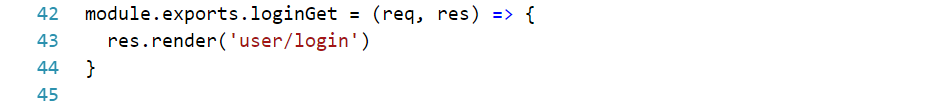 42 module.exports.loginGet = (req, res) => {
43   res.render('user/login')
44 }
45